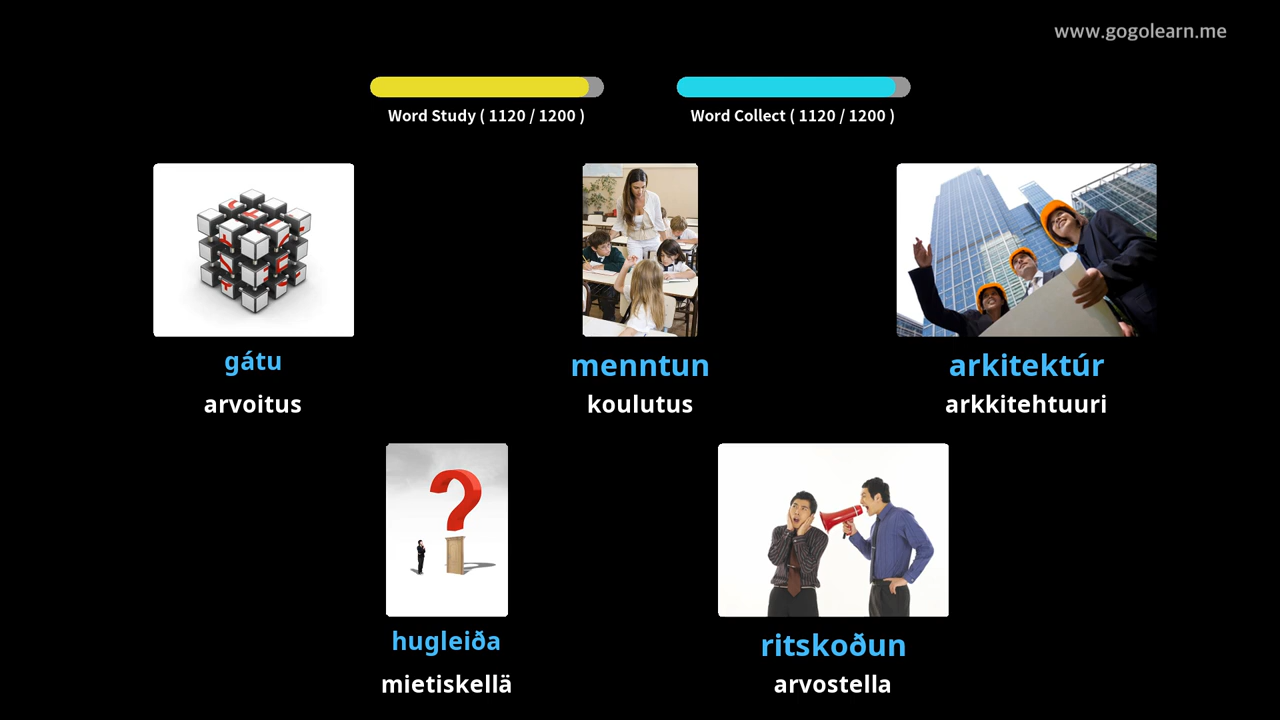 www.gogolearn.me
Word Study ( 1120 / 1200 )
Word Collect ( 1120 / 1200 )
gátu
menntun
arkitektúr
arvoitus
koulutus
arkkitehtuuri
hugleiða
ritskoðun
mietiskellä
arvostella